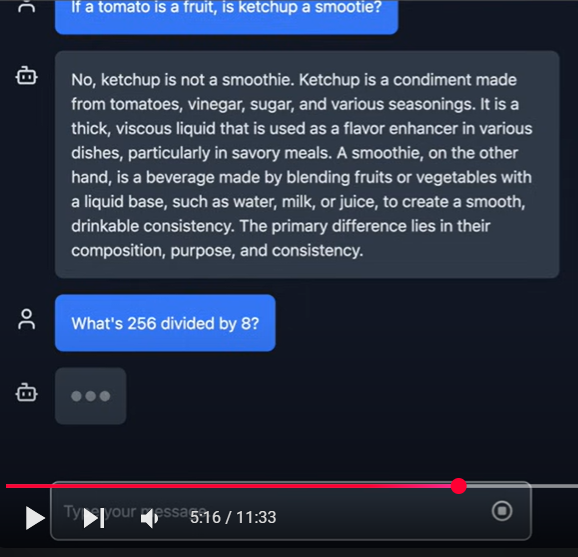 If a tomato is a fruit, is ketchup a smootie?
No, ketchup is not a smoothie. Ketchup is a condiment made
from tomatoes, vinegar, sugar, and various seasonings. It is a
thick, viscous liquid that is used as a flavor enhancer in various
dishes, particularly in savory meals. A smoothie, on the other
hand, is a beverage made by blending fruits or vegetables with
a liquid base, such as water, milk, or juice, to create a smooth,
drinkable consistency. The primary difference lies in their
composition, purpose, and consistency.
What's 256 divided by 8?
Type your message
5:16 / 11:33